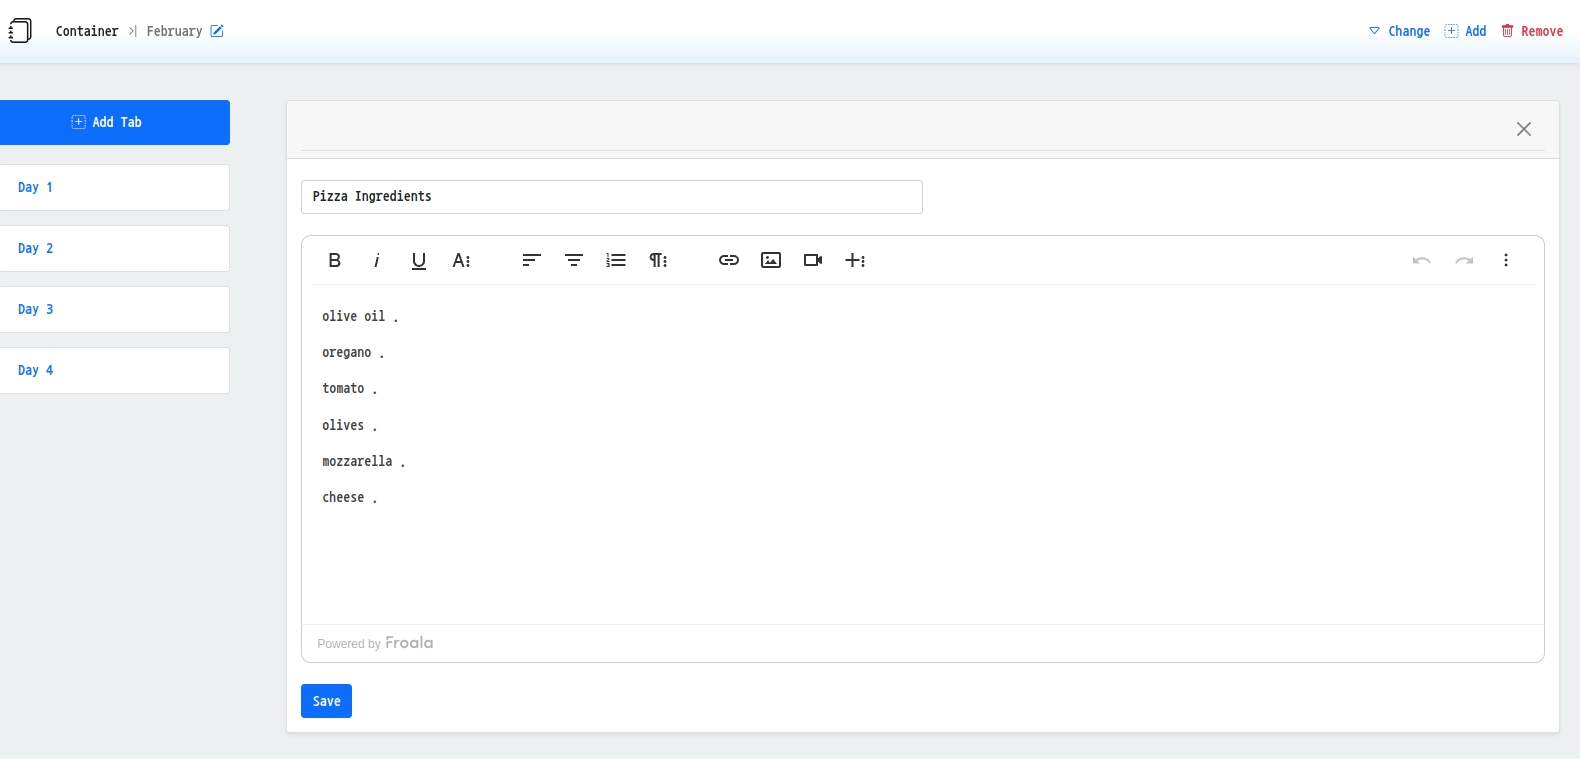 Container > February
Change Add Remove
Add Tab
Day 1
Day 2
Day 3
Day 4
Pizza Ingredients
B i U A
olive oil .
oregano .
tomato .
olives .
mozzarella .
cheese .
Powered by Froala
Save